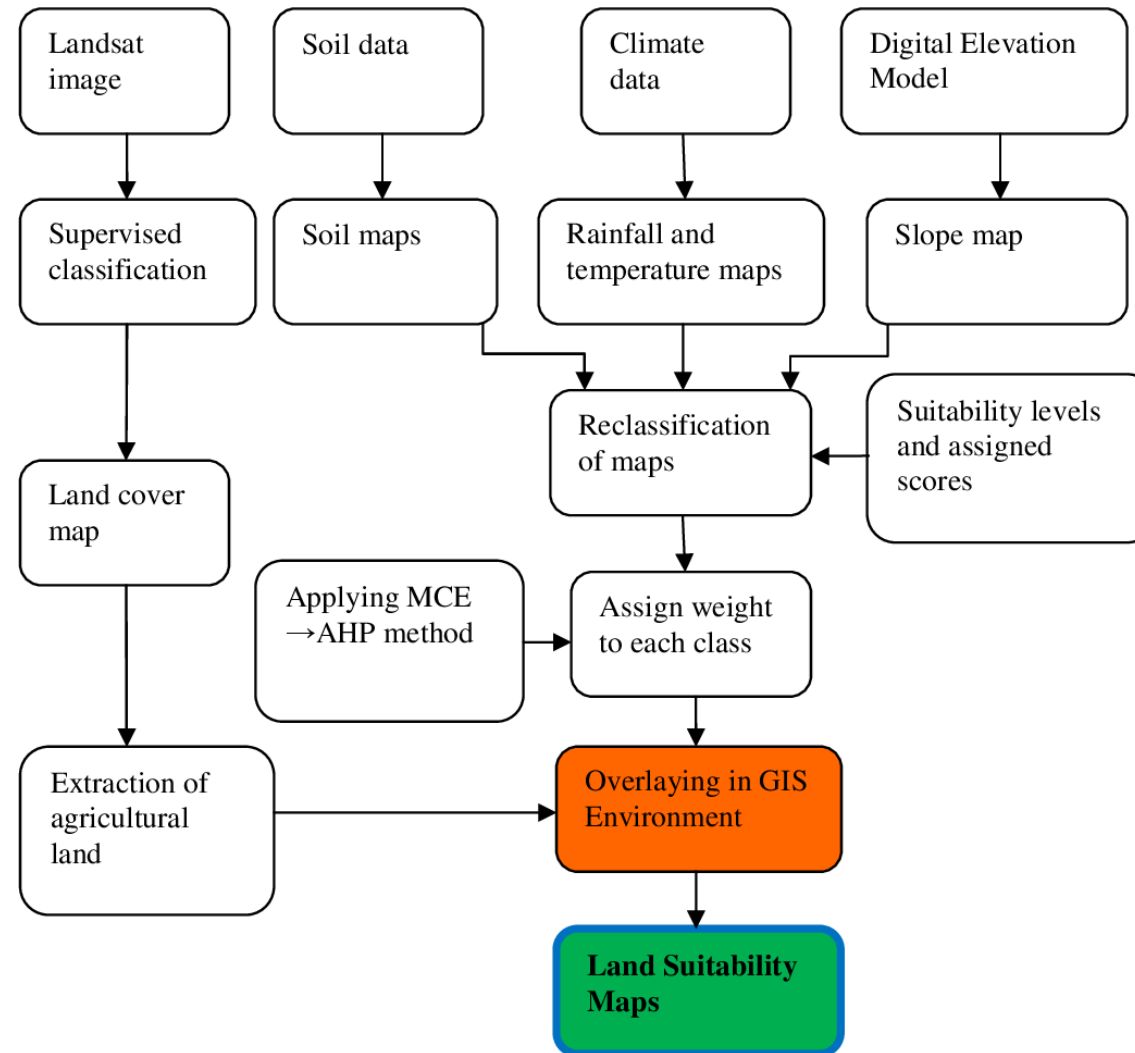 Landsat
image
Soil data
Climate
data
Digital Elevation
Model
Supervised
classification
Soil maps
Rainfall and
temperature maps
Slope map
Reclassification
of maps
Suitability levels
and assigned
scores
Land cover
map
Applying MCE
→AHP method
Assign weight
to each class
Extraction of
agricultural
land
Overlaying in GIS
Environment
Land Suitability
Maps